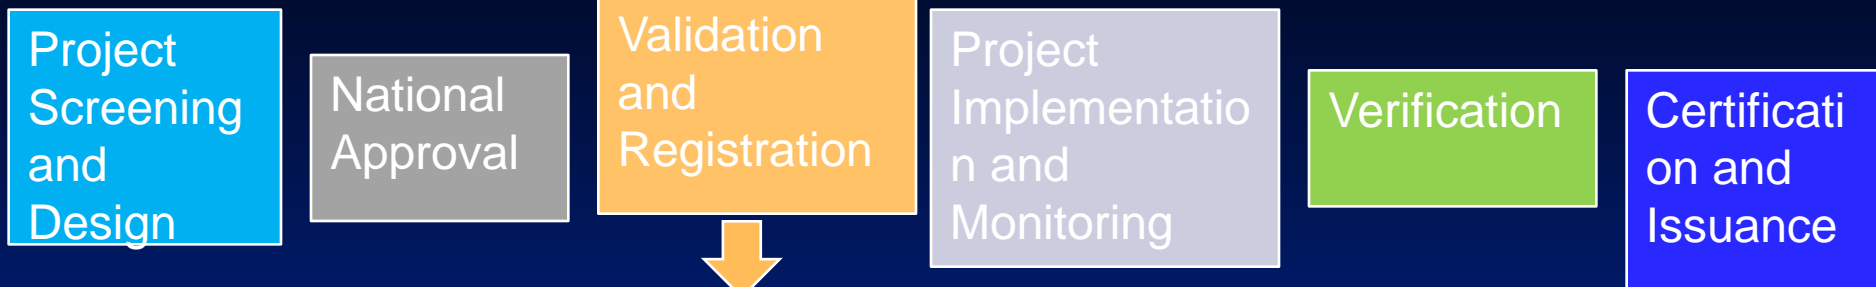 Project
Screening
and
Design
National
Approval
Validation
and
Registration
Project
Implementatio
n and
Monitoring
Verification
Certificati
on and
Issuance